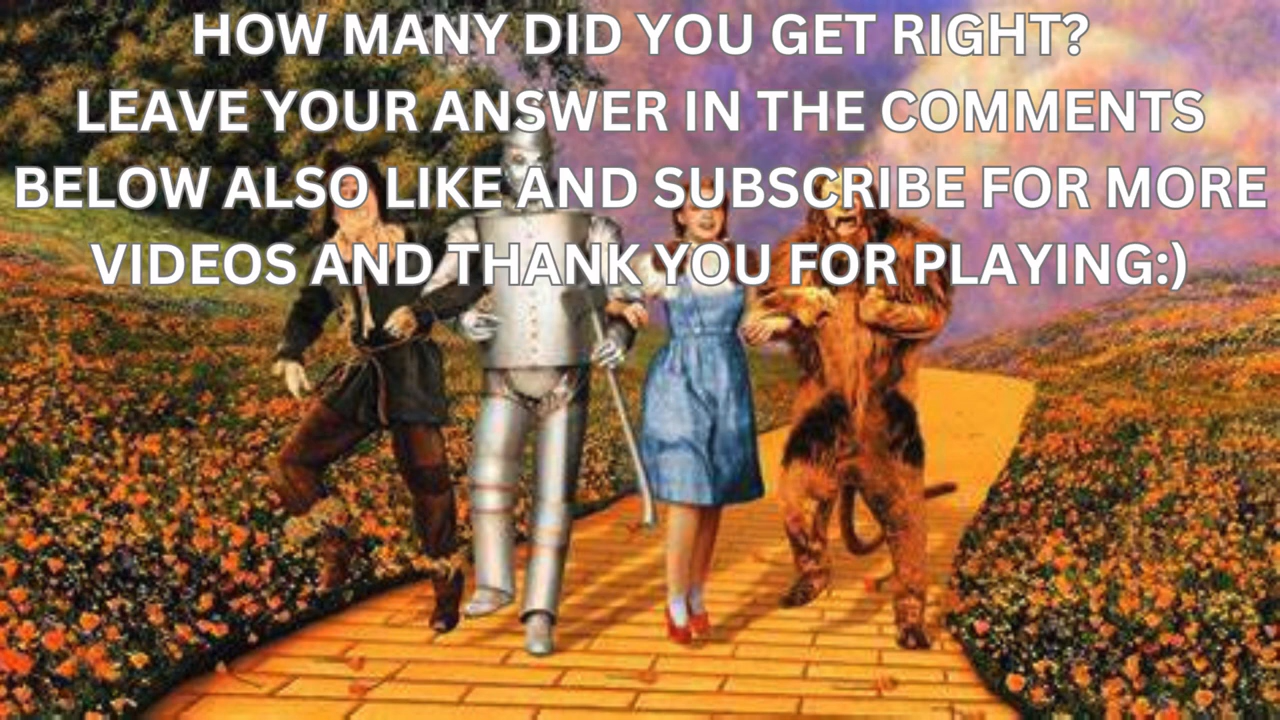 HOW MANY DID YOU GET RIGHT?
LEAVE YOUR ANSWER IN THE COMMENTS
BELOW ALSO LIKE AND SUBSCRIBE FOR MORE
VIDEOS AND THANK YOU FOR PLAYING:)